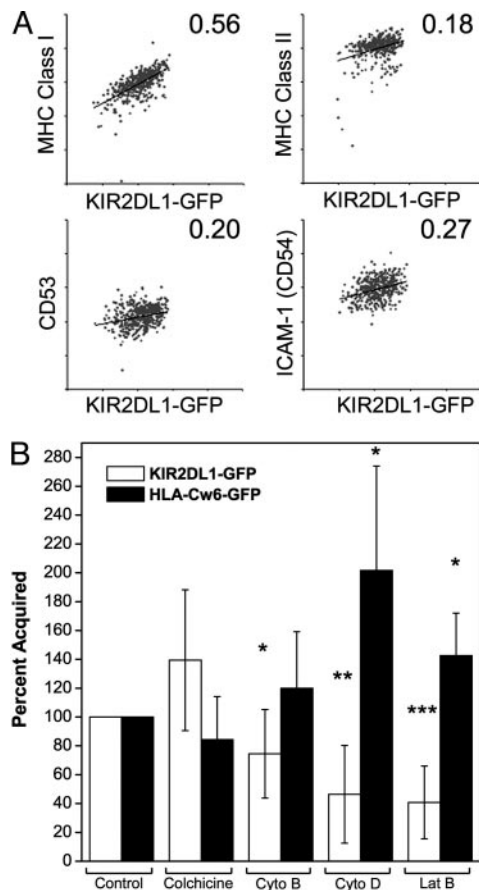 A
0.56
MHC Class I
KIR2DL1-GFP
0.18
MHC Class II
KIR2DL1-GFP
0.20
CD53
KIR2DL1-GFP
0.27
ICAM-1 (CD54)
KIR2DL1-GFP
B
280
260
240
220
200
180
160
140
120
100
80
60
40
20
0
Percent Acquired
KIR2DL1-GFP
HLA-Cw6-GFP
*
**
*
***
*
Control
Colchicine
Cyto B
Cyto D
Lat B